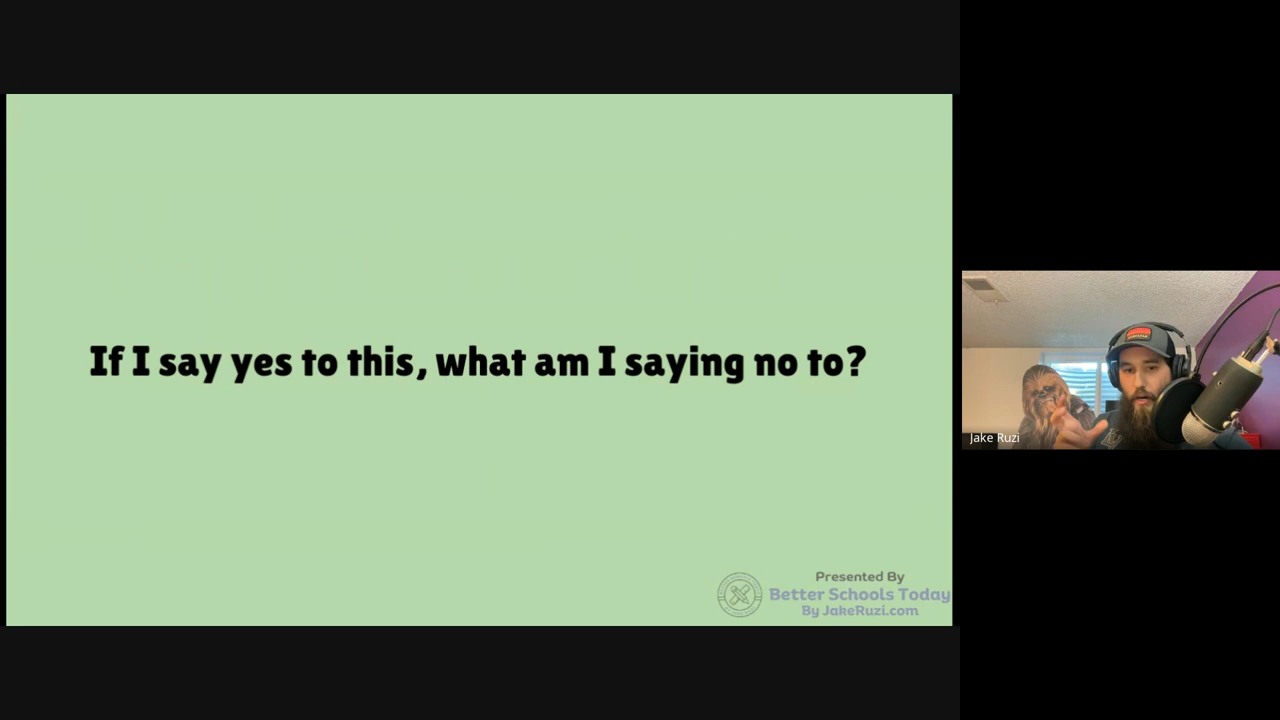 If I say yes to this, what am I saying no to?
Presented By
Better Schools Today
By JakeRuzi.com
Jake Ruzi